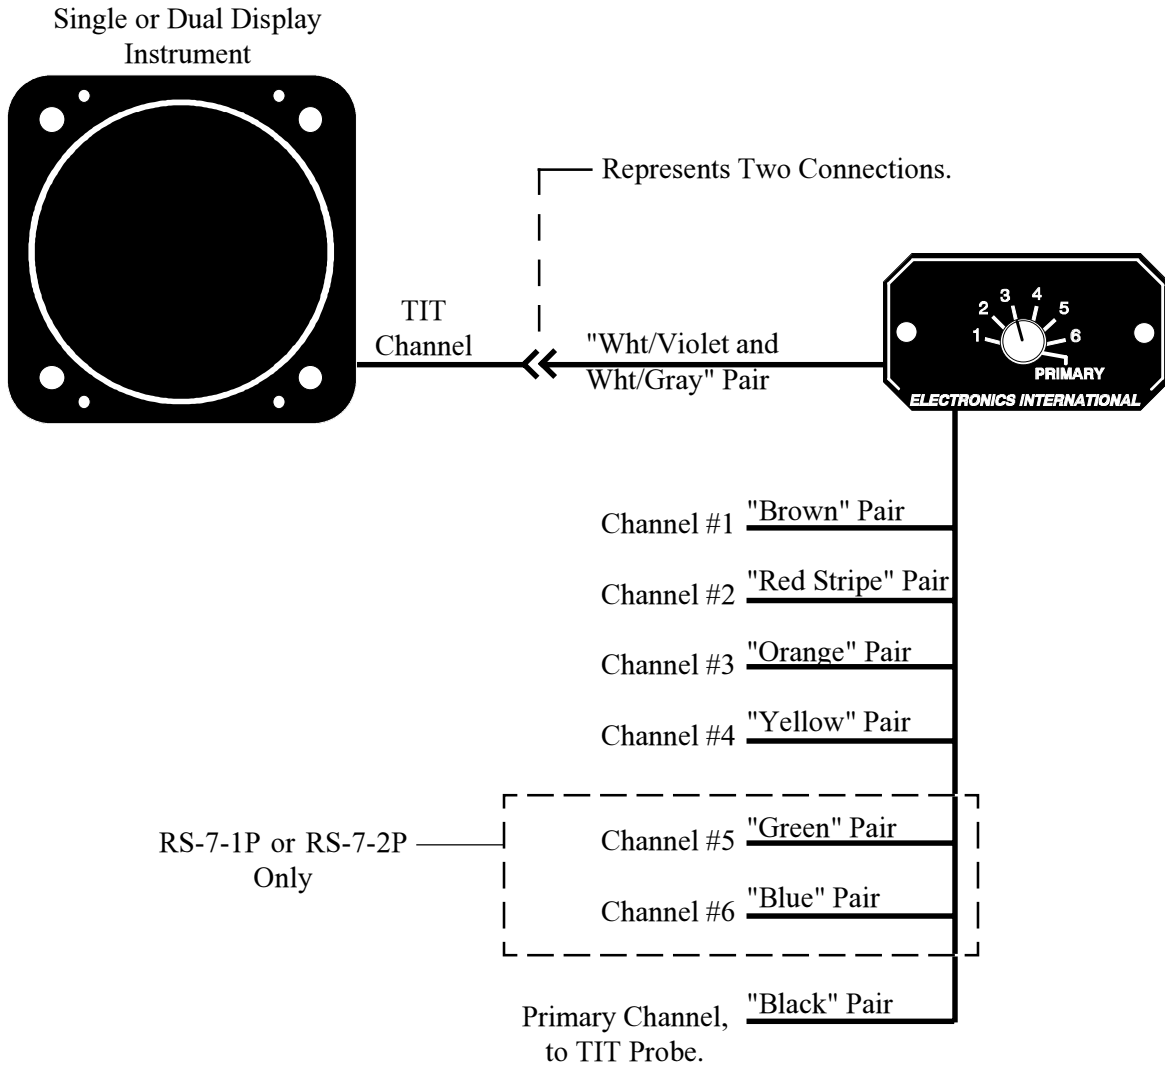 Single or Dual Display
Instrument
Represents Two Connections.
TIT
Channel
"Wht/Violet and
Wht/Gray" Pair
1
2
3
4
5
6
PRIMARY
ELECTRONICS INTERNATIONAL
Channel #1
"Brown" Pair
Channel #2
"Red Stripe" Pair
Channel #3
"Orange" Pair
Channel #4
"Yellow" Pair
RS-7-1P or RS-7-2P
Only
Channel #5
"Green" Pair
Channel #6
"Blue" Pair
Primary Channel,
to TIT Probe.
"Black" Pair